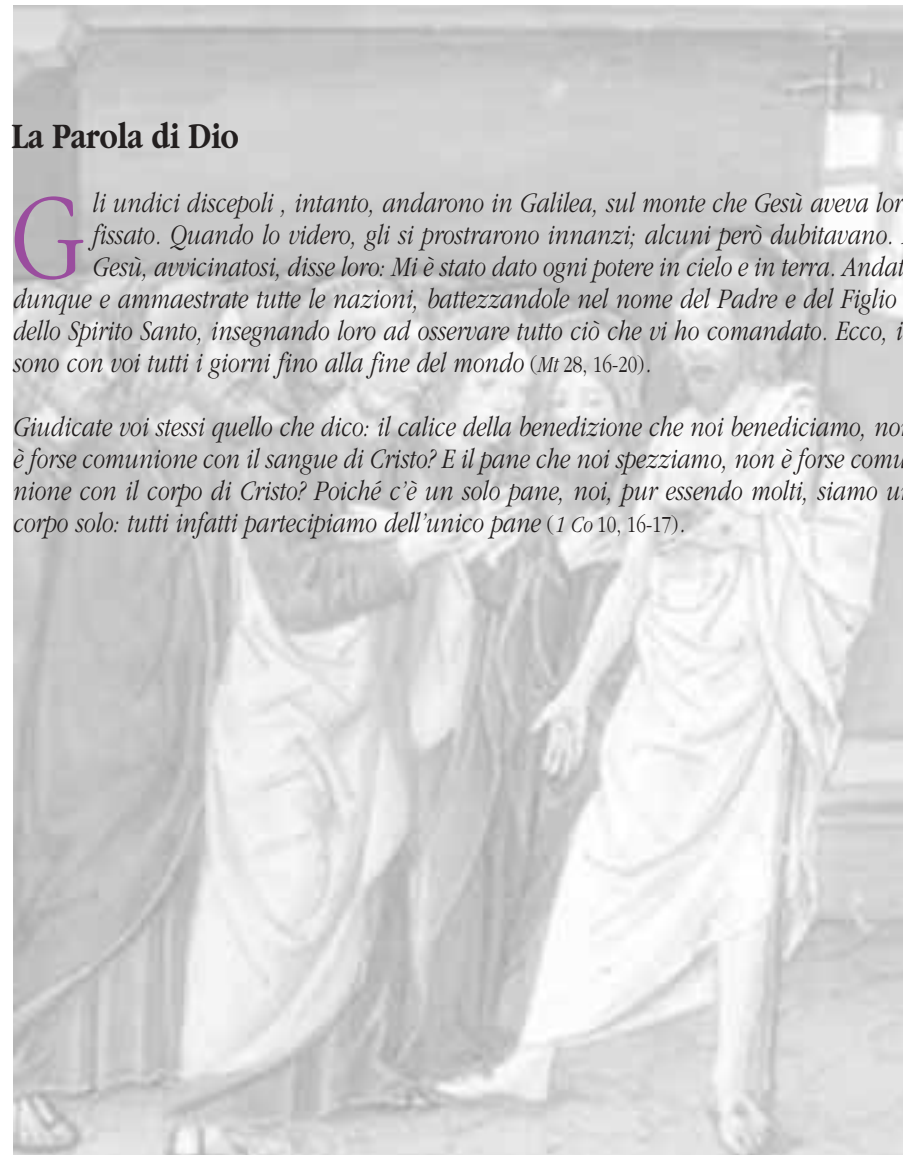 La Parola di Dio
Gli undici discepoli , intanto, andarono in Galilea, sul monte che Gesù aveva lor
fissato. Quando lo videro, gli si prostrarono innanzi; alcuni però dubitavano.
Gesù, avvicinatosi, disse loro: Mi è stato dato ogni potere in cielo e in terra. Andat
dunque e ammaestrate tutte le nazioni, battezzandole nel nome del Padre e del Figlio
dello Spirito Santo, insegnando loro ad osservare tutto ciò che vi ho comandato. Ecco, i
sono con voi tutti i giorni fino alla fine del mondo (Mt 28, 16-20).
Giudicate voi stessi quello che dico: il calice della benedizione che noi benediciamo, non
è forse comunione con il sangue di Cristo? E il pane che noi spezziamo, non è forse comu
nione con il corpo di Cristo? Poiché c'è un solo pane, noi, pur essendo molti, siamo un
corpo solo: tutti infatti partecipiamo dell'unico pane (1 Co 10, 16-17).